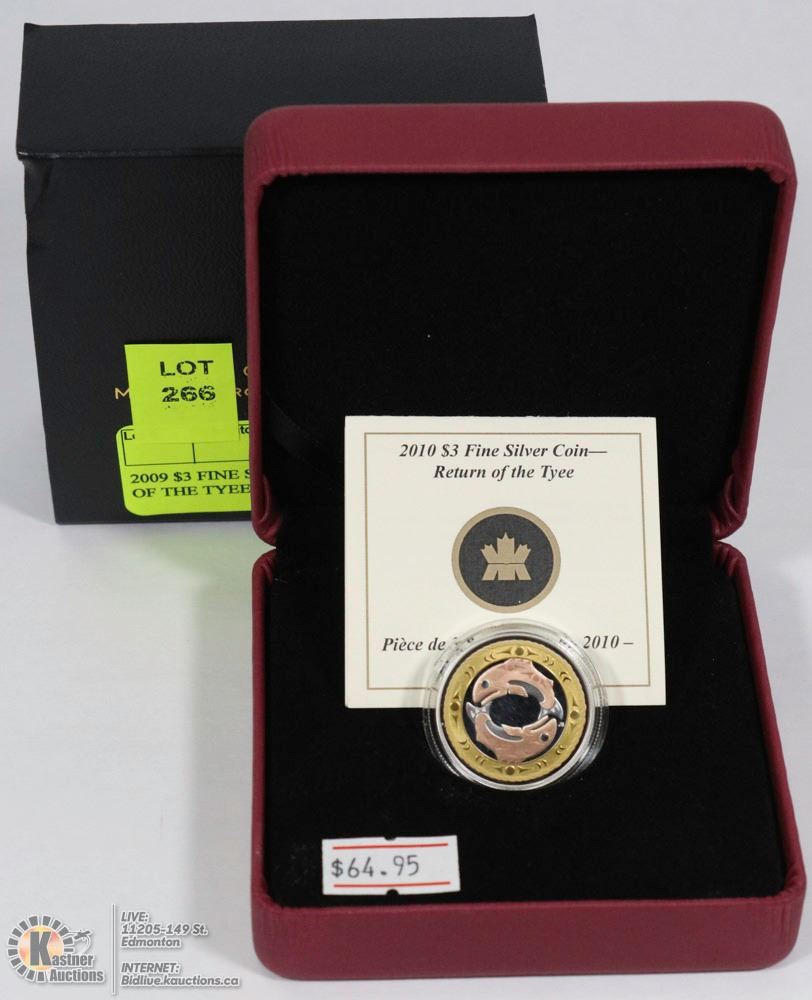 LOT
266
2009 $3 FINE
OF THE TYEE
2010 $3 Fine Silver Coin—
Return of the Tyee
Pièce de 2010 –
$64.95
Kastner
Auctions
LIVE:
11205-149 St.
Edmonton
INTERNET:
Bidlive.kauctions.ca